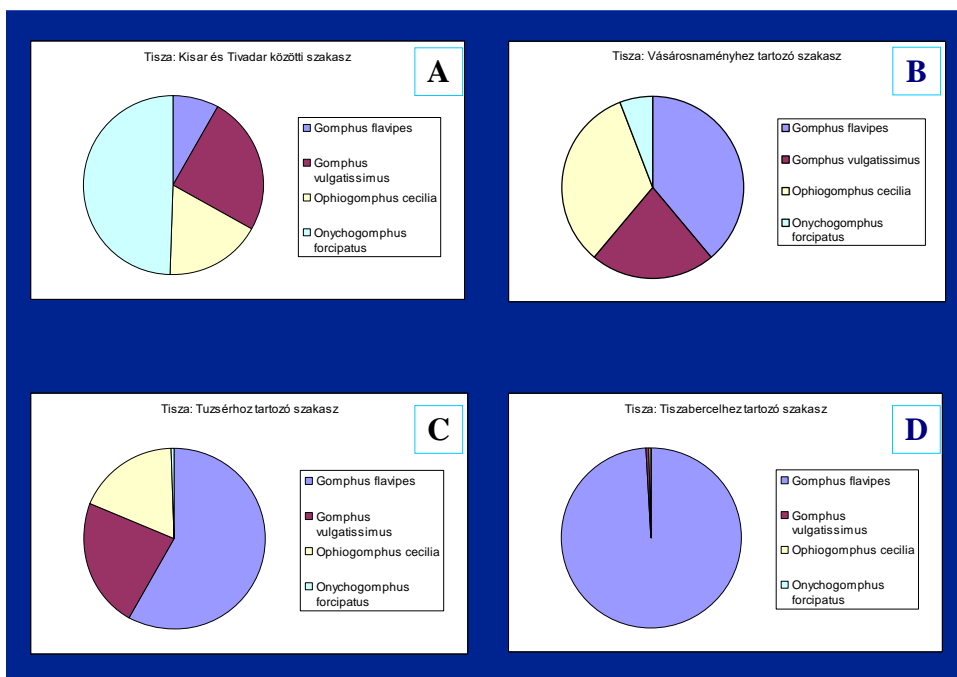 Tisza: Kisar és Tivadar közötti szakasz
A
Gomphus flavipes
Gomphus
vulgatissimus
Ophiogomphus cecilia
Onychogomphus
forcipatus
Tisza: Vásárosnaményhez tartozó szakasz
B
Gomphus flavipes
Gomphus vulgatissimus
Ophiogomphus cecilia
Onychogomphus
forcipatus
Tisza: Tuzsérhoz tartozó szakasz
C
Gomphus flavipes
Gomphus
vulgatissimus
Ophiogomphus cecilia
Onychogomphus
forcipatus
Tisza: Tiszabercelhez tartozó szakasz
D
Gomphus flavipes
Gomphus
vulgatissimus
Ophiogomphus cecilia
Onychogomphus
forcipatus